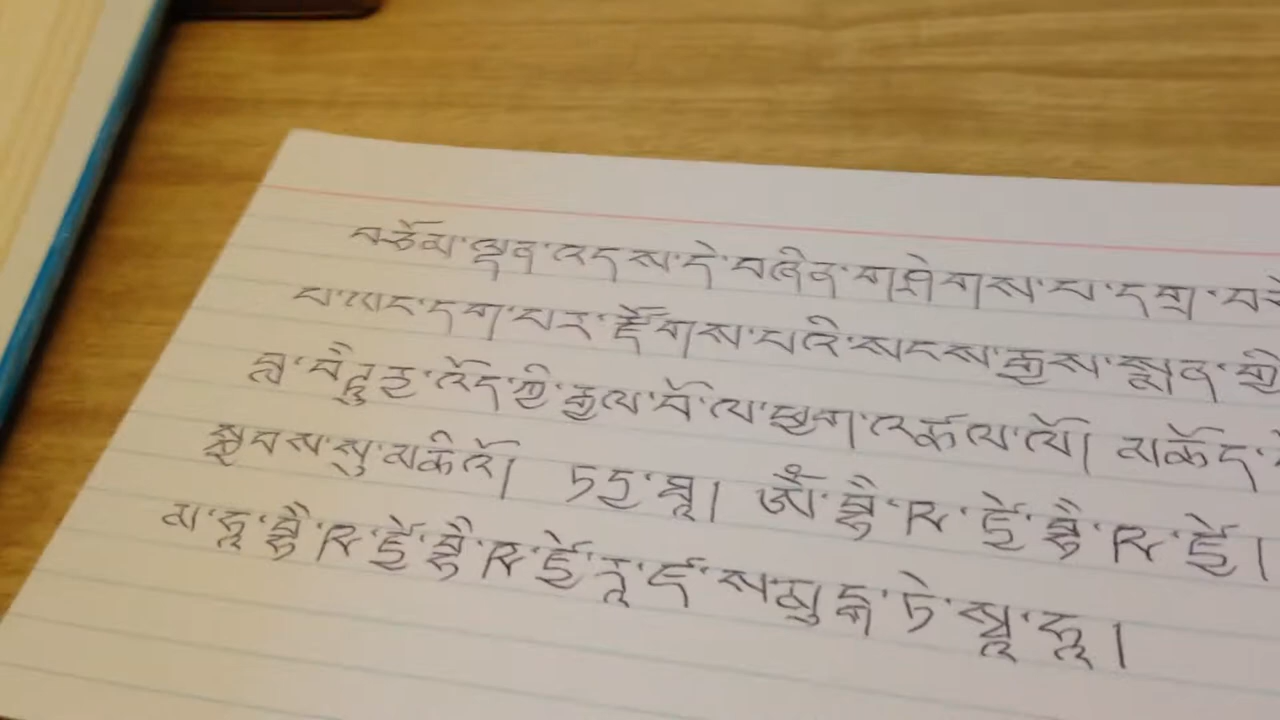 བཅོམ་ལྡན་འདས་དེ་བཞིན་གཤེགས་པ་དགྲ་
པ་ཡང་དག་པར་རྫོགས་པའི་སངས་རྒྱས་སྨན་གྱི
བླ་བཻ་ཌཱུརྱ་འོད་ཀྱི་རྒྱལ་པོ་ལ་ཕྱག་འཚལ་ལོ། མཆོད་
སྐྱབས་སུ་མཆིའོ། ཏདྱ་ཐཱ། ཨོཾ་བྷཻ་ཥ་ཛྱེ་བྷཻ་ཥ་ཛྱེ།
མ་ཧཱ་བྷཻ་ཥ་ཛྱེ་བྷཻ་ཥ་ཛྱེ་རཱ་ཛ་ས་མུདྒ་ཏེ་སྭཱ་ཧཱ།